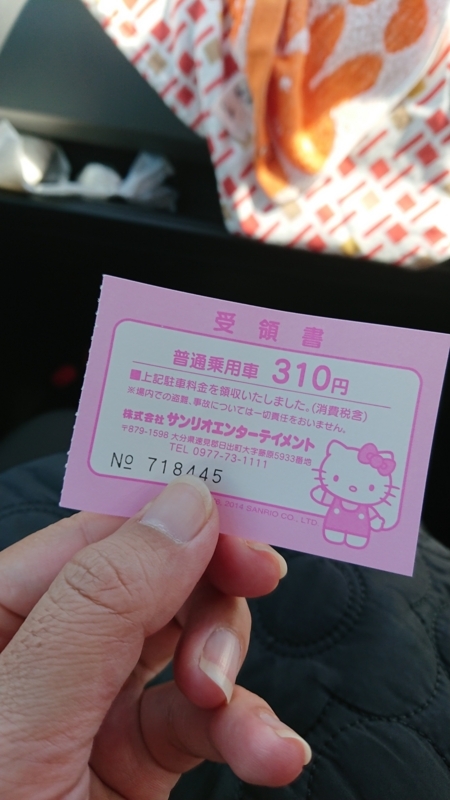 受領書
普通乗用車 310円
■上記駐車料金を領収いたしました。(消費税含)
※場内での盗難、事故については一切責任をおいません。
株式会社 サンリオエンターテイメント
〒879-1598 大分県速見郡日出町大字藤原5933番地
TEL 0977-73-1111
No 718445
2014 SANRIO CO., LTD.